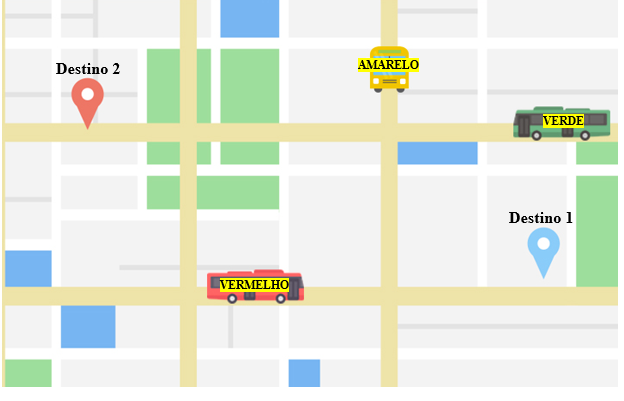 AMARELO
Destino 2
VERDE
Destino 1
VERMELHO